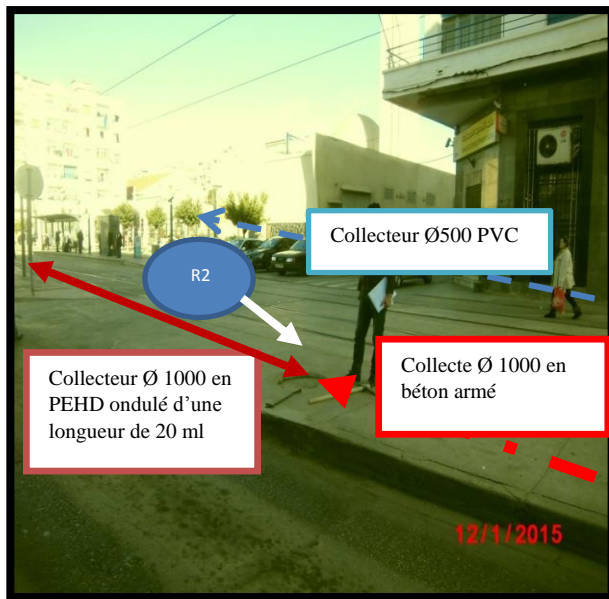 Collecteur Ø500 PVC
R2
Collecteur Ø 1000 en
PEHD ondulé d'une
longueur de 20 ml
Collecte Ø 1000 en
béton armé
12/1/2015